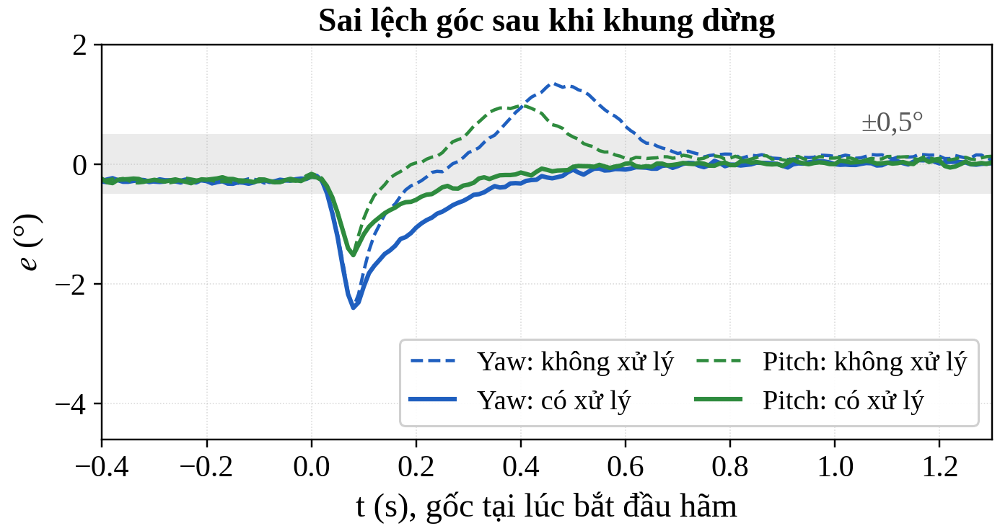 Sai lệch góc sau khi khung dừng
2
0
−2
−4
e (°)
±0,5°
Yaw: không xử lý
Pitch: không xử lý
Yaw: có xử lý
Pitch: có xử lý
−0.4 −0.2 0.0 0.2 0.4 0.6 0.8 1.0 1.2
t (s), gốc tại lúc bắt đầu hãm